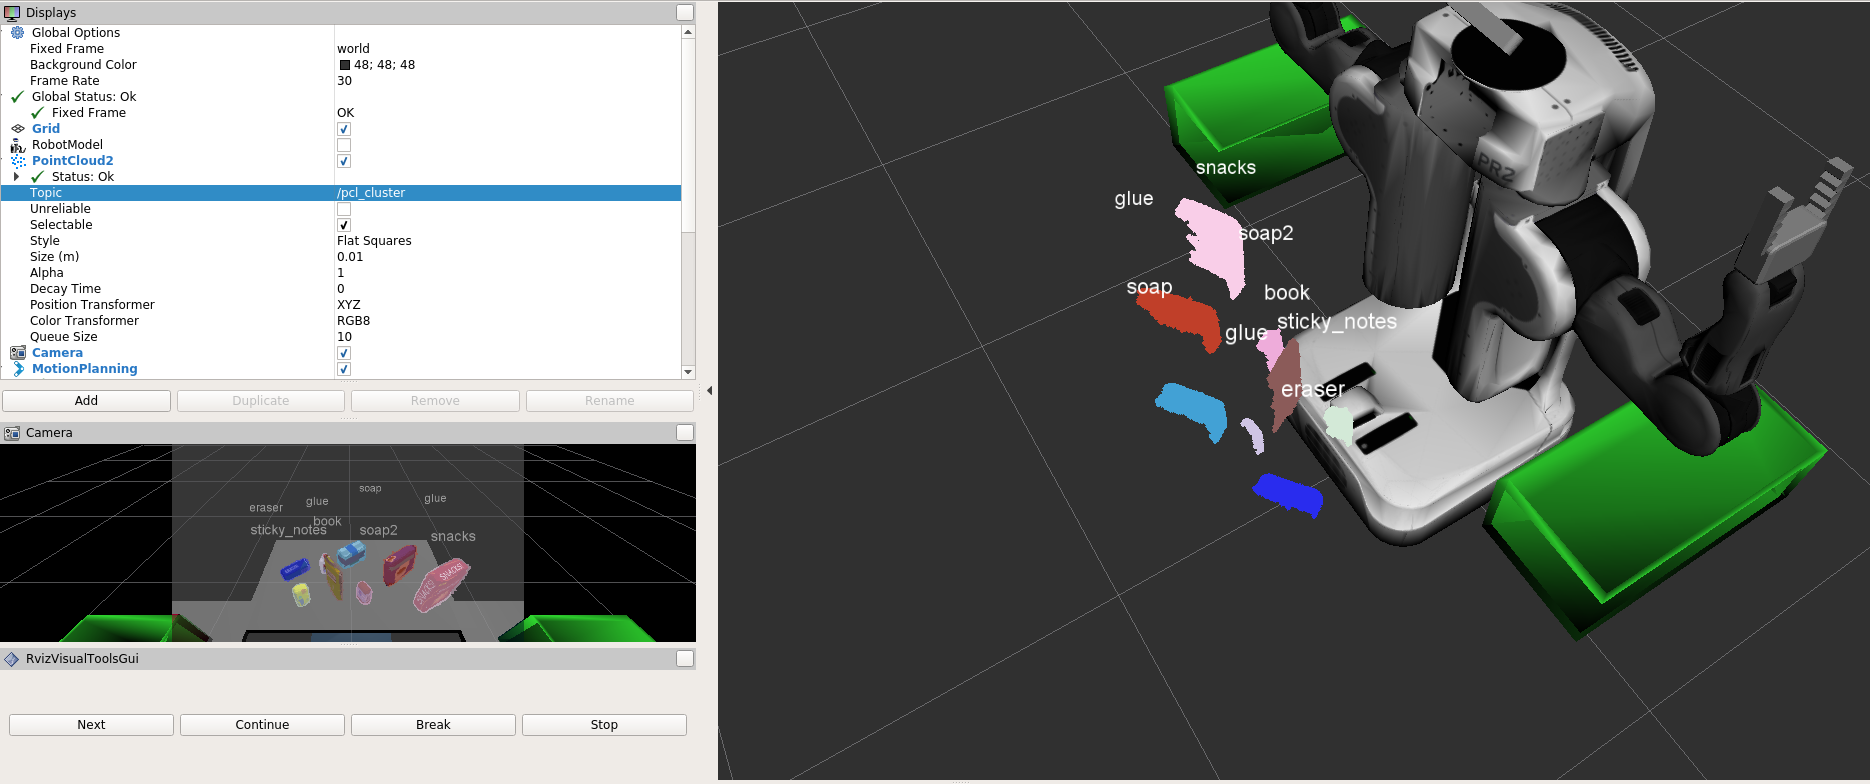 Displays
Global Options
Fixed Frame world
Background Color 48; 48; 48
Frame Rate 30
Global Status: Ok
Fixed Frame OK
Grid
RobotModel
PointCloud2
Status: Ok
Topic /pcl_cluster
Unreliable
Selectable
Style Flat Squares
Size (m) 0.01
Alpha 1
Decay Time 0
Position Transformer XYZ
Color Transformer RGB8
Queue Size 10
Camera
MotionPlanning
Add Duplicate Remove Rename
Camera
soap
glue glue
eraser
book
sticky_notes soap2
snacks
SNACKS! SNACKS!
RvizVisualToolsGui
Next Continue Break Stop
PR2
snacks
glue
soap2
soap book
sticky_notes
glue
eraser